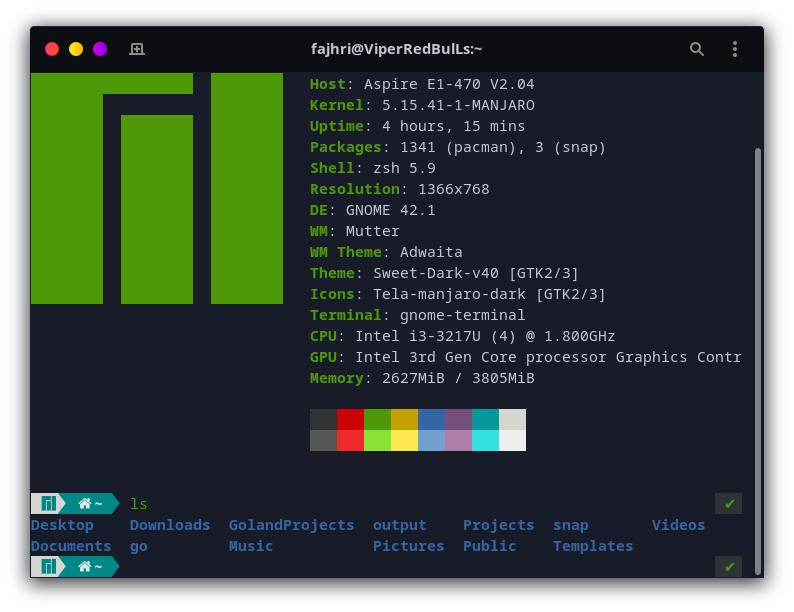 fajhri@ViperRedBulLs:~
Host: Aspire E1-470 V2.04
Kernel: 5.15.41-1-MANJARO
Uptime: 4 hours, 15 mins
Packages: 1341 (pacman), 3 (snap)
Shell: zsh 5.9
Resolution: 1366x768
DE: GNOME 42.1
WM: Mutter
WM Theme: Adwaita
Theme: Sweet-Dark-v40 [GTK2/3]
Icons: Tela-manjaro-dark [GTK2/3]
Terminal: gnome-terminal
CPU: Intel i3-3217U (4) @ 1.800GHz
GPU: Intel 3rd Gen Core processor Graphics Contr
Memory: 2627MiB / 3805MiB
~ ls ✔
Desktop Downloads GolandProjects output Projects snap Videos
Documents go Music Pictures Public Templates
~ ✔